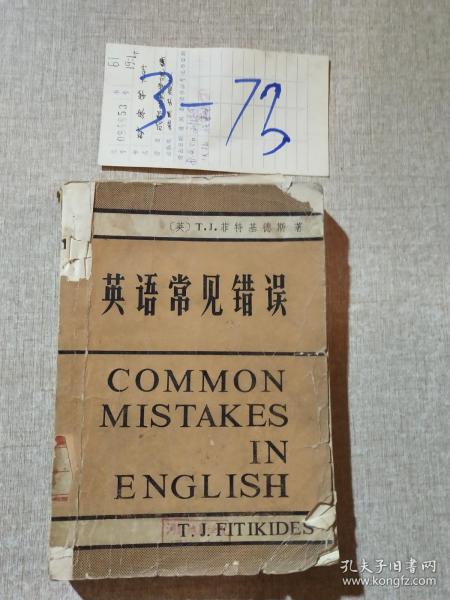 3-73
(英) T.J.菲特基德斯 著
英语常见错误
COMMON
MISTAKES
IN
ENGLISH
T. J. FITIKIDES
孔夫子旧书网
www.kongfz.com